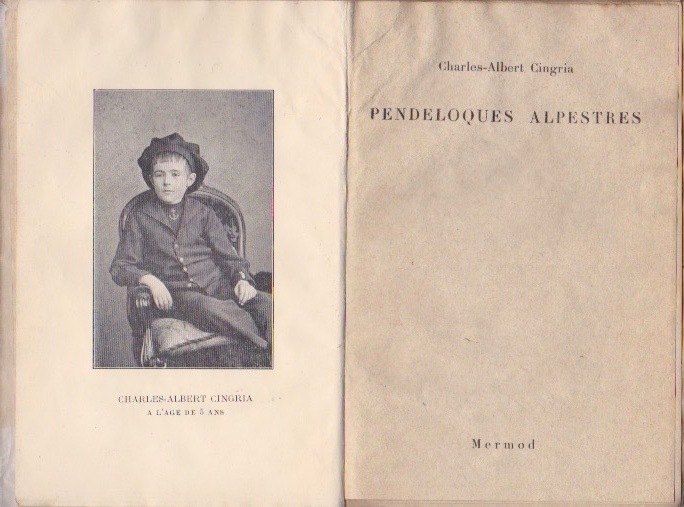 CHARLES-ALBERT CINGRIA
A L'AGE DE 5 ANS
Charles-Albert Cingria
PENDELOQUES ALPESTRES
Mermod